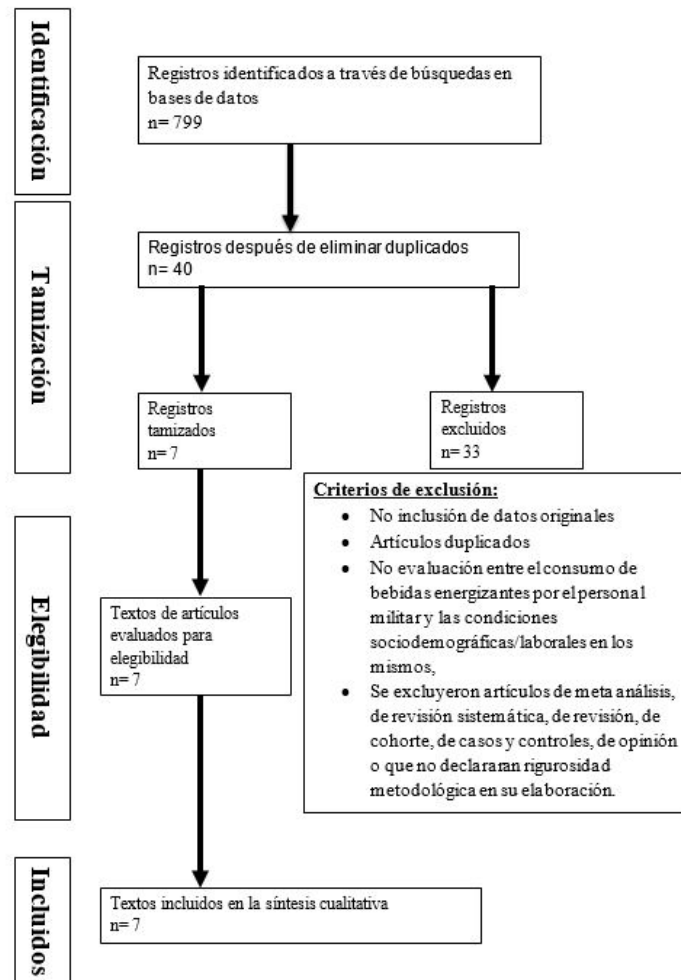 Identificación
Registros identificados a través de búsquedas en
bases de datos
n= 799
Tamización
Registros después de eliminar duplicados
n= 40
Registros
tamizados
n= 7
Registros
excluidos
n= 33
Criterios de exclusión:
• No inclusión de datos originales
• Artículos duplicados
• No evaluación entre el consumo de
bebidas energizantes por el personal
militar y las condiciones
sociodemográficas/laborales en los
mismos,
• Se excluyeron artículos de meta análisis,
de revisión sistemática, de revisión, de
cohorte, de casos y controles, de opinión
o que no declararan rigurosidad
metodológica en su elaboración.
Elegibilidad
Textos de artículos
evaluados para
elegibilidad
n= 7
Incluidos
Textos incluidos en la síntesis cualitativa
n= 7